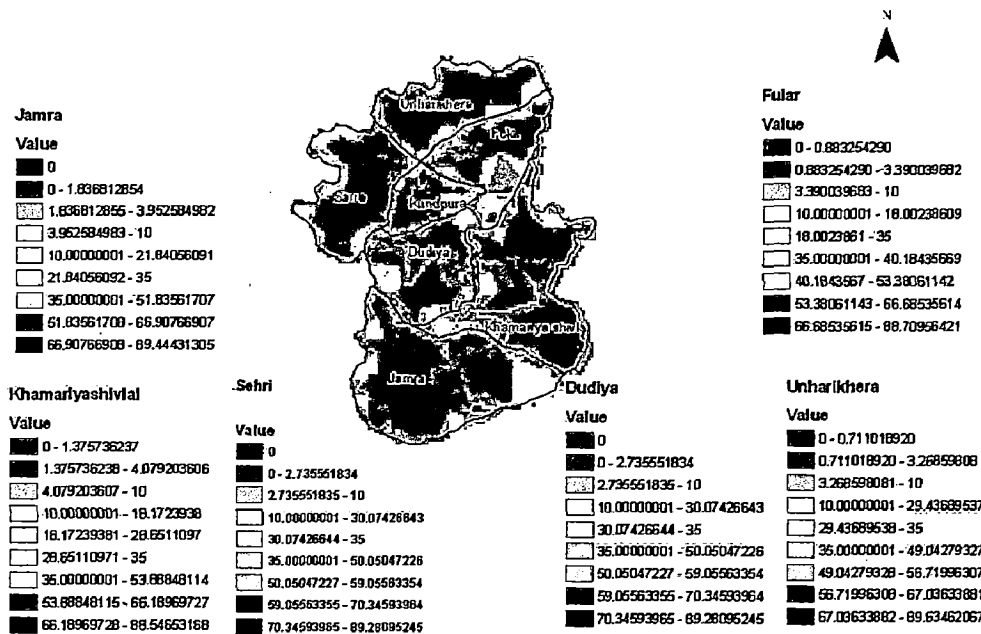 N
Jamra
Value
0
0 - 1.836812854
1.836812855 - 3.952584982
3.952584983 - 10
10.00000001 - 21.84056091
21.84056092 - 35
35.00000001 - 51.83561707
51.83561708 - 66.90766907
66.90766908 - 89.44431305
Unharikhera
Kundpura
Dudiya
Khamariya shivl
Jamra
Fular
Value
0 - 0.883254290
0.883254290 - 3.390039682
3.390039683 - 10
10.00000001 - 18.00238609
18.0023861 - 35
35.00000001 - 40.18435669
40.1843567 - 53.38061142
53.38061143 - 66.68535614
66.68535615 - 88.70956421
Khamariyashivlal
Value
0 - 1.375736237
1.375736238 - 4.079203606
4.079203607 - 10
10.00000001 - 18.1723938
18.17239381 - 28.6511097
28.65110971 - 35
35.00000001 - 53.88848114
53.88848115 - 66.18969727
66.18969728 - 88.54653168
Sehri
Value
0
0 - 2.735551834
2.735551835 - 10
10.00000001 - 30.07426643
30.07426644 - 35
35.00000001 - 50.05047226
50.05047227 - 59.05563354
59.05563355 - 70.34593964
70.34593965 - 89.28095245
Dudiya
Value
0
0 - 2.735551834
2.735551835 - 10
10.00000001 - 30.07426643
30.07426644 - 35
35.00000001 - 50.05047226
50.05047227 - 59.05563354
59.05563355 - 70.34593964
70.34593965 - 89.28095245
Unharikhera
Value
0 - 0.711018920
0.711018920 - 3.26859808
3.268598081 - 10
10.00000001 - 29.43689537
29.43689538 - 35
35.00000001 - 49.04279327
49.04279328 - 56.71996307
56.71996308 - 67.03633881
67.03633882 - 89.63462067